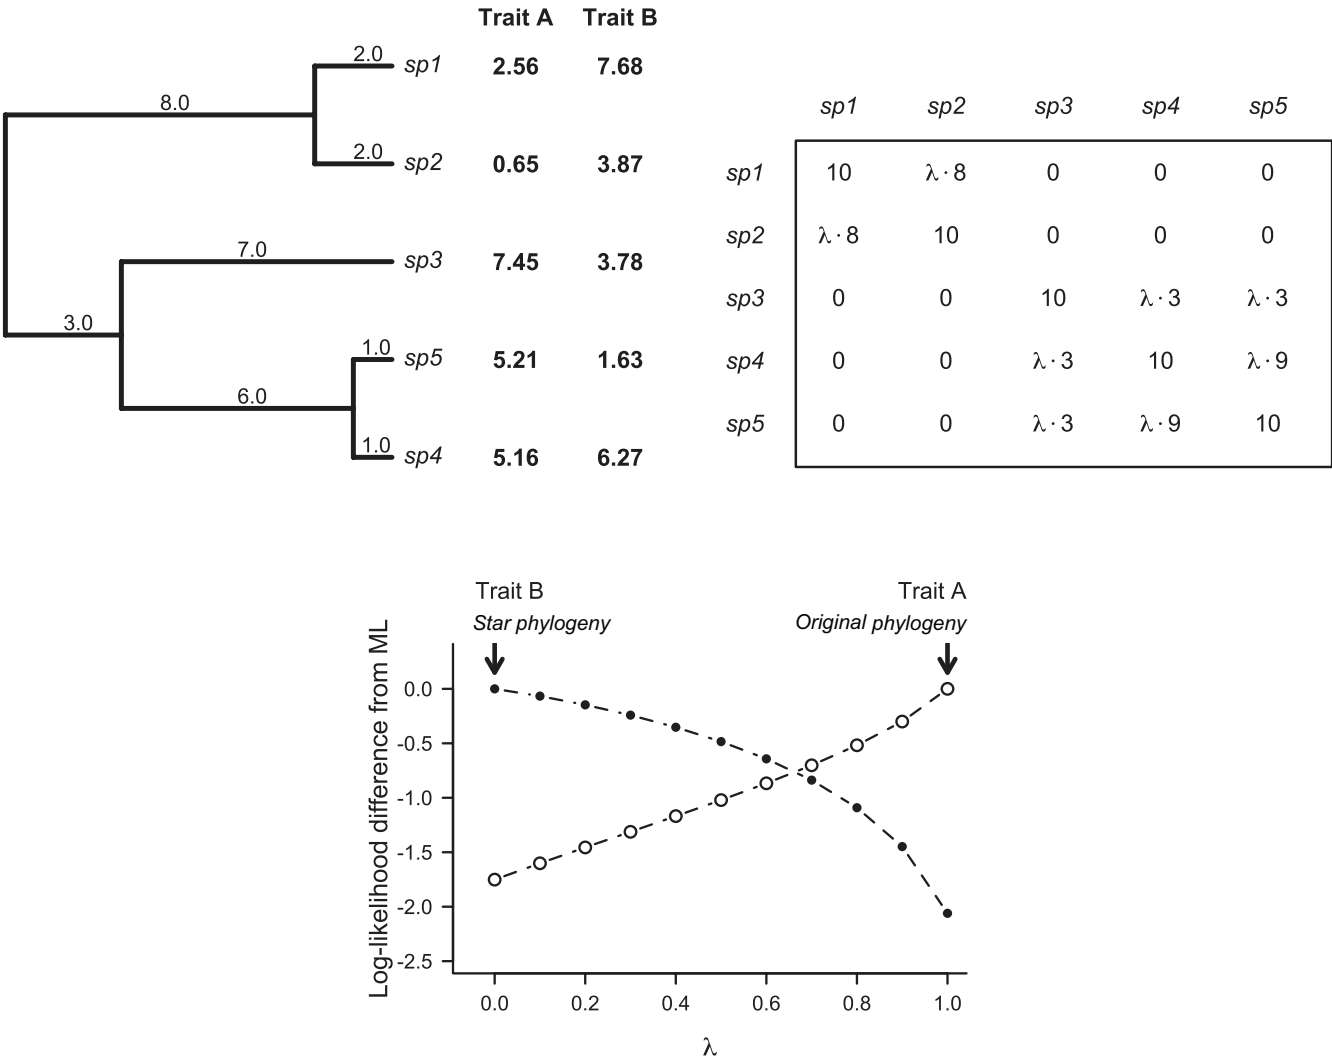 Trait A Trait B
2.0 sp1 2.56 7.68
8.0
2.0 sp2 0.65 3.87
7.0 sp3 7.45 3.78
3.0
1.0 sp5 5.21 1.63
6.0
1.0 sp4 5.16 6.27
sp1 sp2 sp3 sp4 sp5
sp1 10 λ·8 0 0 0
sp2 λ·8 10 0 0 0
sp3 0 0 10 λ·3 λ·3
sp4 0 0 λ·3 10 λ·9
sp5 0 0 λ·3 λ·9 10
Trait B Trait A
Star phylogeny Original phylogeny
Log-likelihood difference from ML
0.0
-0.5
-1.0
-1.5
-2.0
-2.5
0.0 0.2 0.4 0.6 0.8 1.0
λ